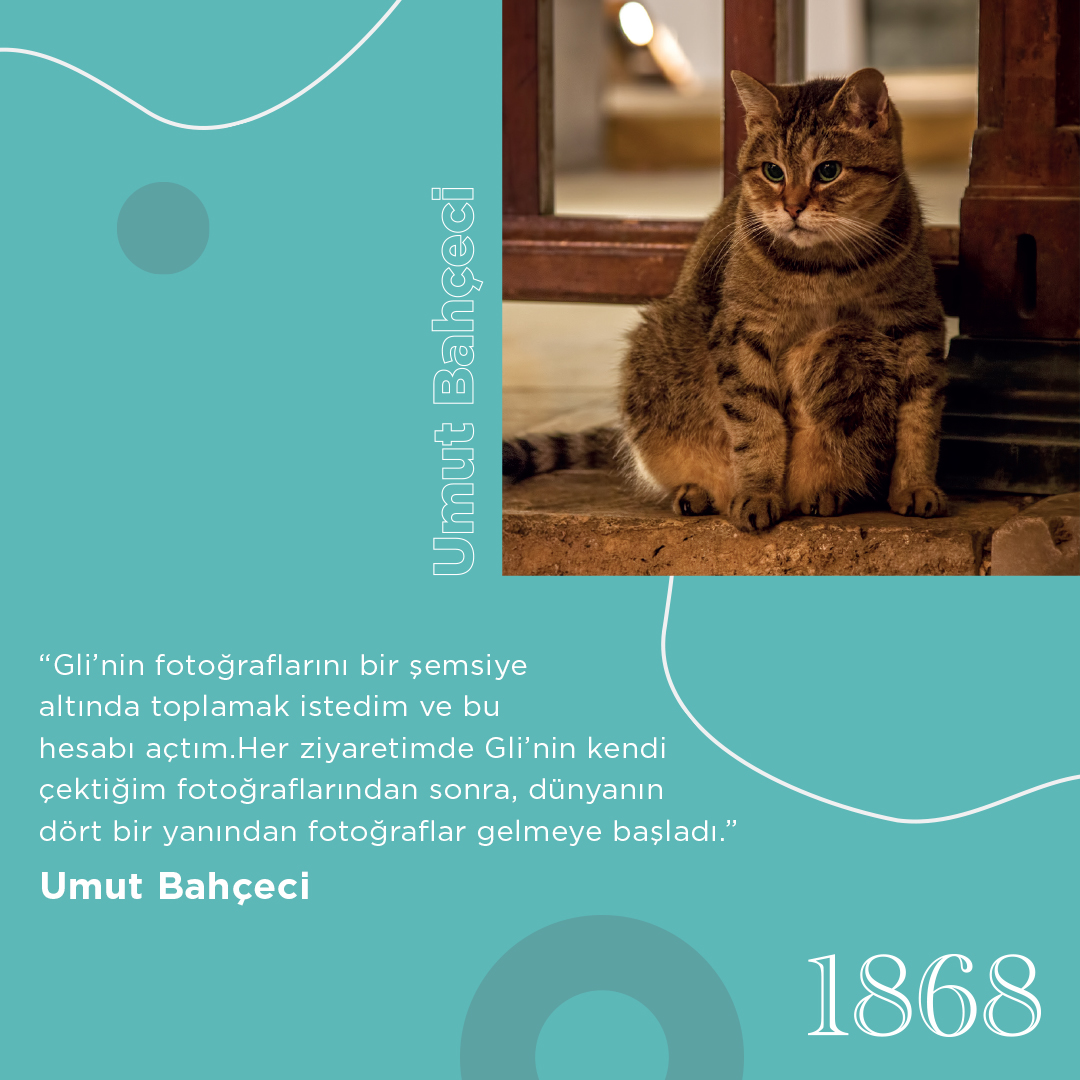 Umut Bahçeci
“Gli’nin fotoğraflarını bir şemsiye
altında toplamak istedim ve bu
hesabı açtım.Her ziyaretimde Gli’nin kendi
çektiğim fotoğraflarından sonra, dünyanın
dört bir yanından fotoğraflar gelmeye başladı.”
Umut Bahçeci
1868